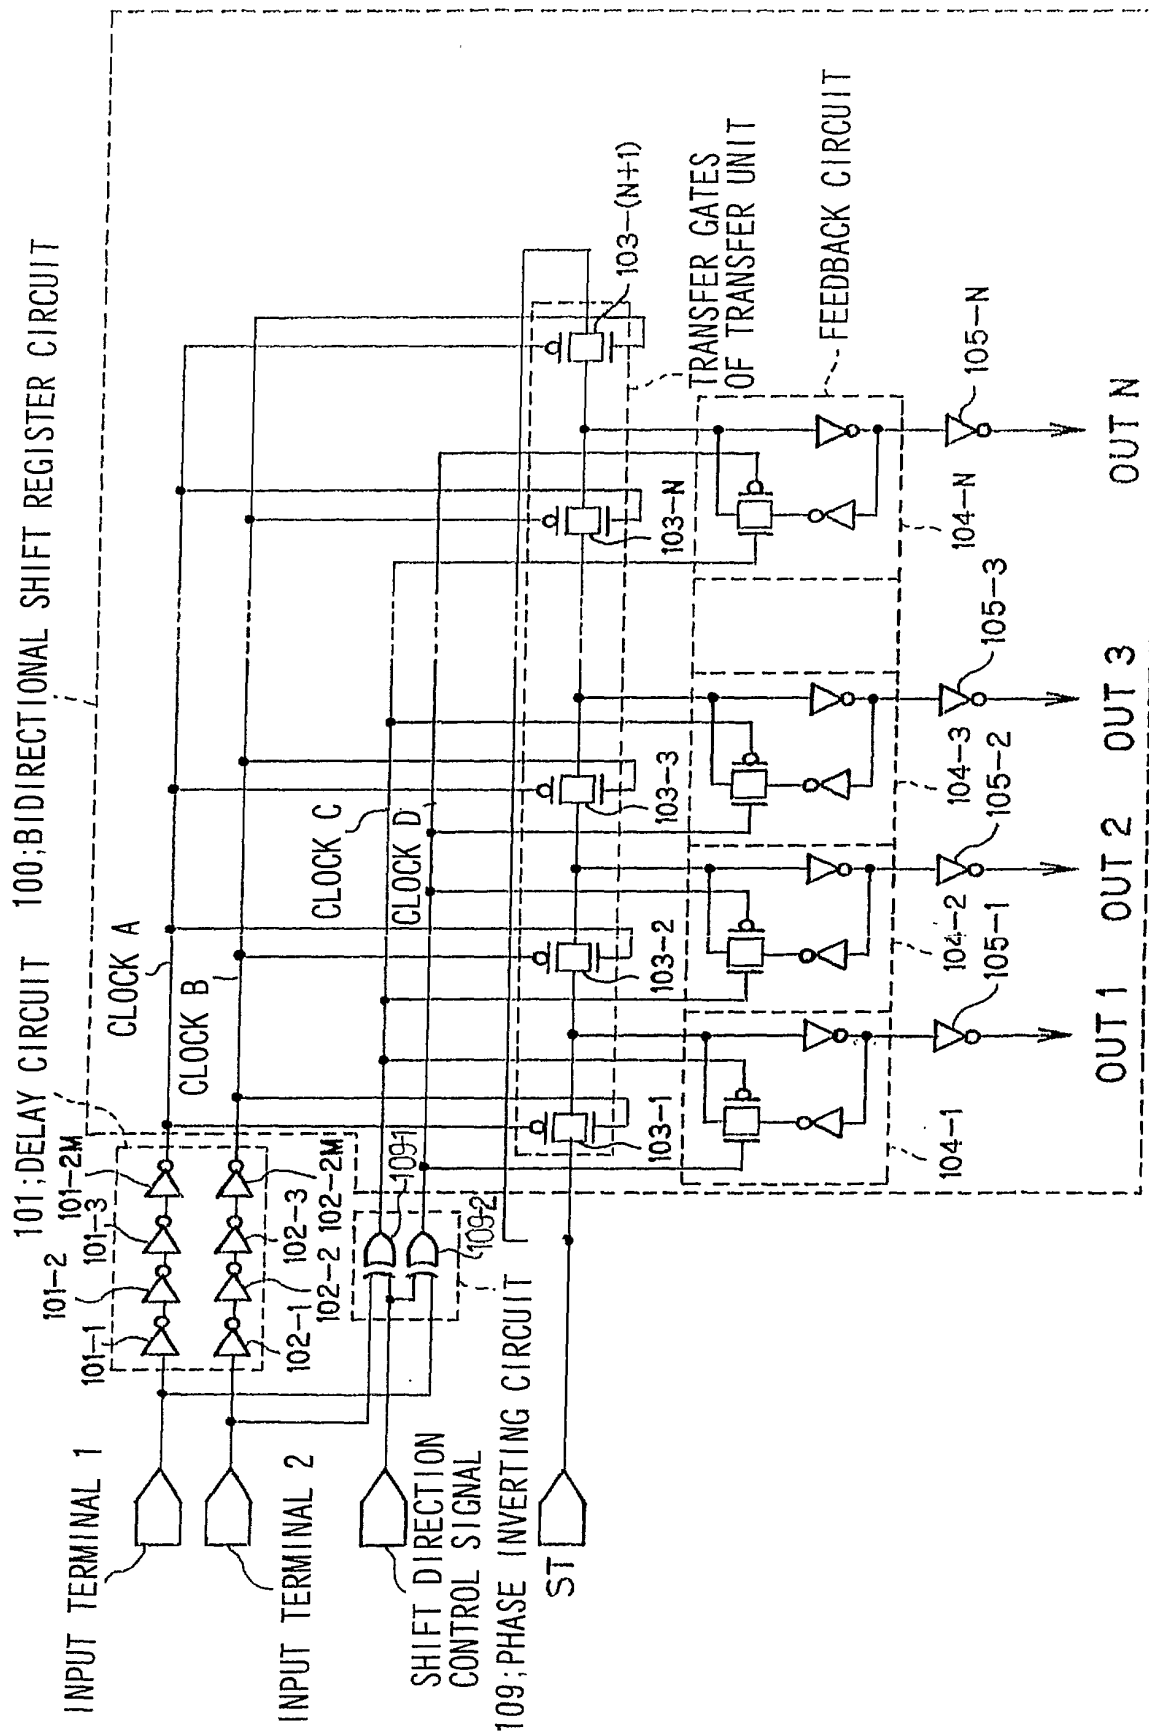 100;BIDIRECTIONAL SHIFT REGISTER CIRCUIT
101;DELAY CIRCUIT
INPUT TERMINAL 1
101-1
101-2
101-3
101-2M
CLOCK A
CLOCK B
INPUT TERMINAL 2
102-1
102-2
102-3
102-2M
CLOCK C
CLOCK D
SHIFT DIRECTION
CONTROL SIGNAL
109-1
109-2
109;PHASE INVERTING CIRCUIT
ST
103-1
103-2
103-3
103-N
103-(N+1)
TRANSFER GATES
OF TRANSFER UNIT
FEEDBACK CIRCUIT
104-1
104-2
104-3
104-N
105-1
105-2
105-3
105-N
OUT 1
OUT 2
OUT 3
OUT N